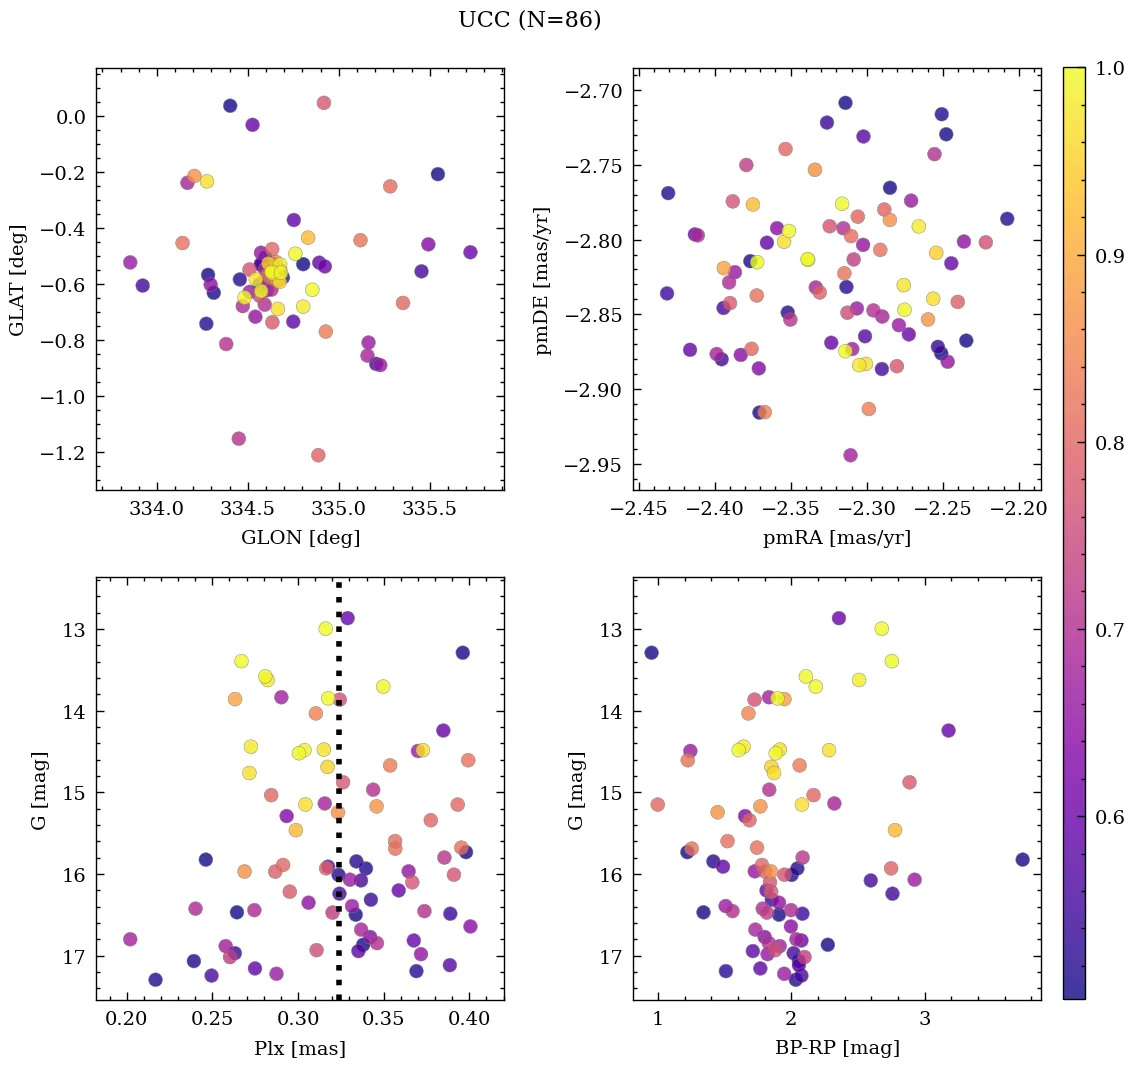 UCC (N=86)
0.0
−0.2
−0.4
−0.6
−0.8
−1.0
−1.2
GLAT [deg]
334.0 334.5 335.0 335.5
GLON [deg]
−2.70
−2.75
−2.80
−2.85
−2.90
−2.95
pmDE [mas/yr]
−2.45 −2.40 −2.35 −2.30 −2.25 −2.20
pmRA [mas/yr]
13
14
15
16
17
G [mag]
0.20 0.25 0.30 0.35 0.40
Plx [mas]
13
14
15
16
17
G [mag]
1 2 3
BP-RP [mag]
1.0
0.9
0.8
0.7
0.6